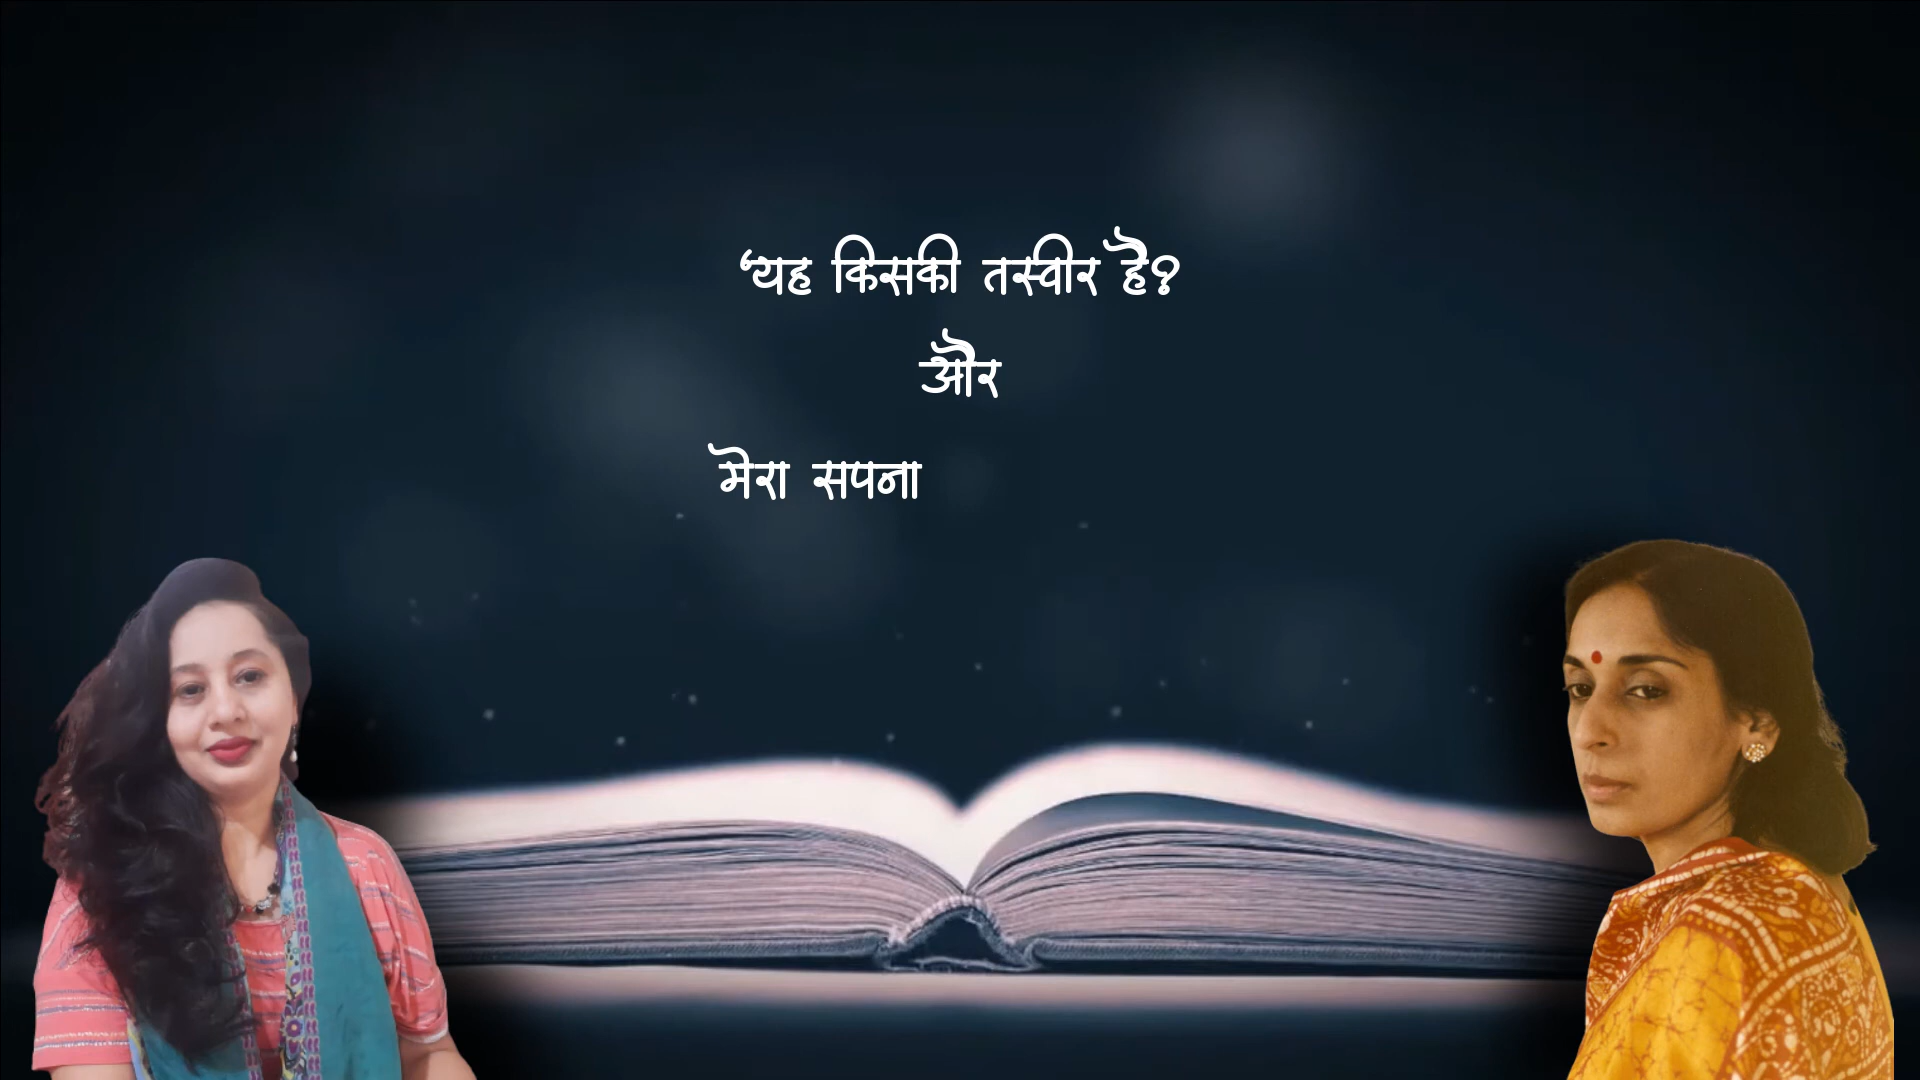 ‘यह किसकी तस्वीर है?
और
मेरा सपना